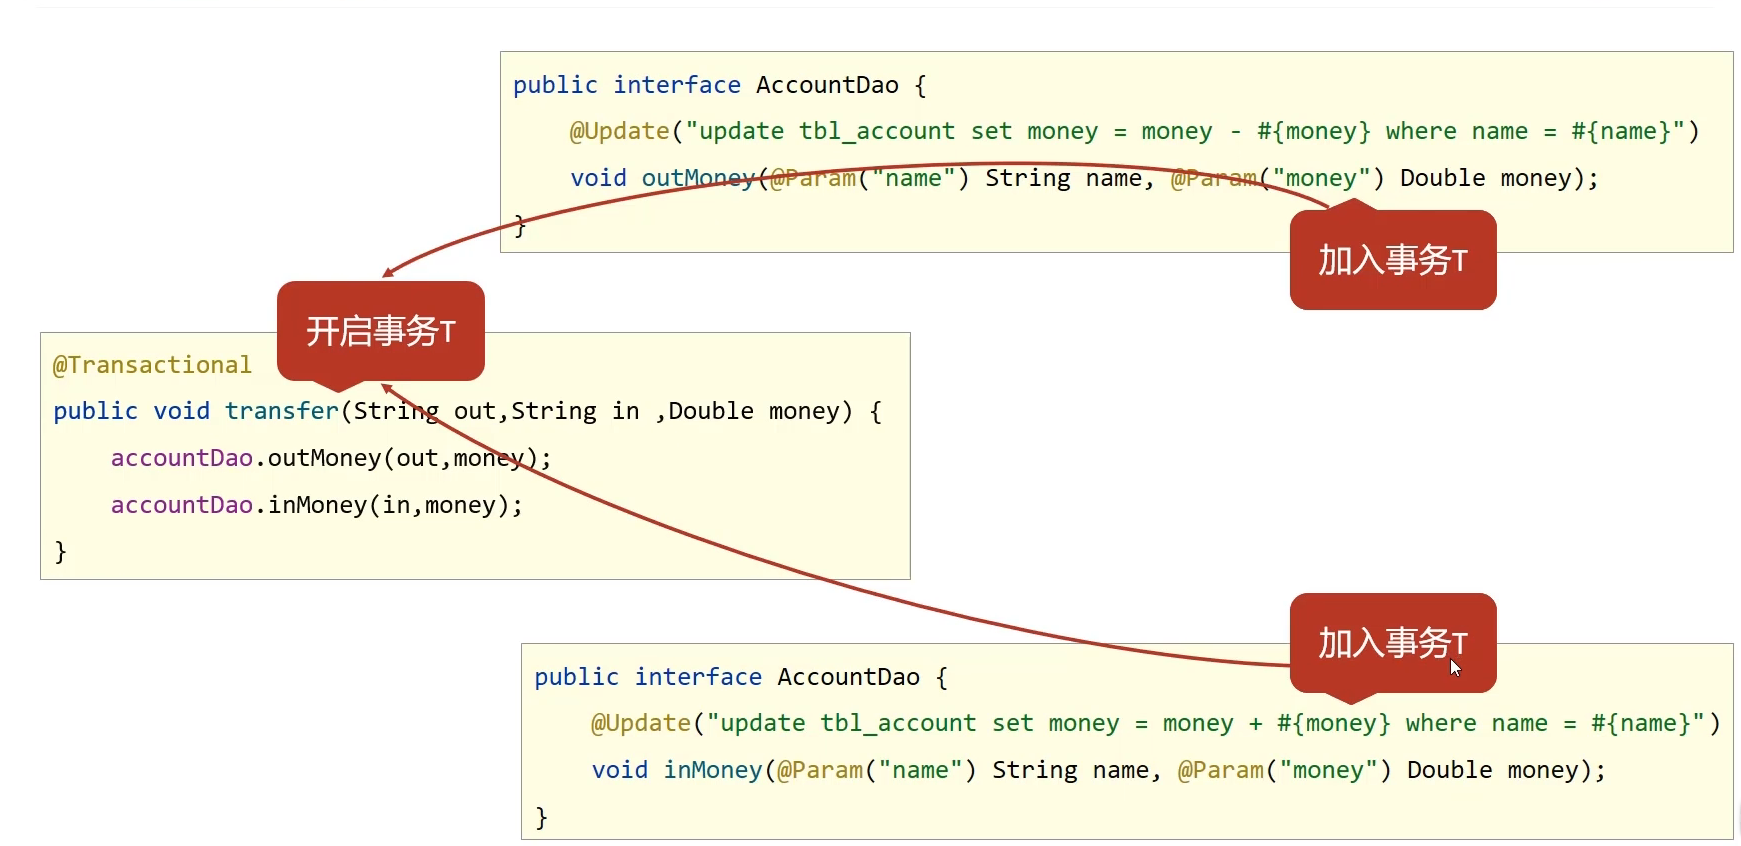 public interface AccountDao {
@Update("update tbl_account set money = money - #{money} where name = #{name}")
void outMoney(@Param("name") String name, @Param("money") Double money);
}
加入事务T
开启事务T
@Transactional
public void transfer(String out,String in ,Double money) {
accountDao.outMoney(out,money);
accountDao.inMoney(in,money);
}
加入事务T
public interface AccountDao {
@Update("update tbl_account set money = money + #{money} where name = #{name}")
void inMoney(@Param("name") String name, @Param("money") Double money);
}